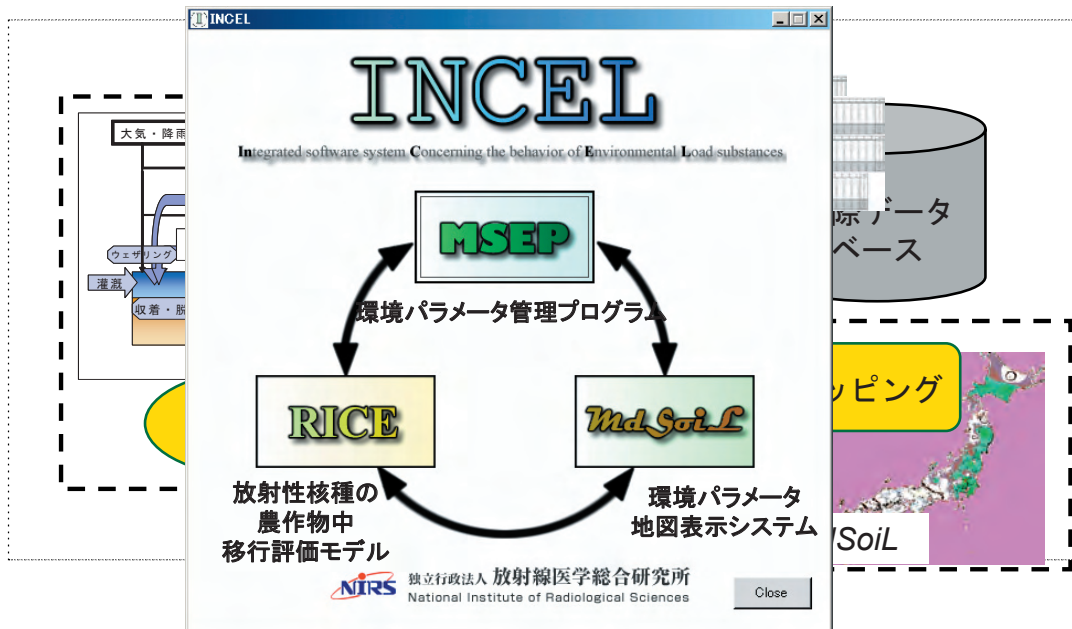 INCEL
INCEL
Integrated software system Concerning the behavior of Environmental Load substances.
MSEP
環境パラメータ管理プログラム
RICE
放射性核種の
農作物中
移行評価モデル
MdSoiL
環境パラメータ
地図表示システム
NIRS
独立行政法人 放射線医学総合研究所
National Institute of Radiological Sciences
Close
大気・降雨
ウェザリング
灌漑
収着・脱
際データ
ベース
ッピング
SoiL